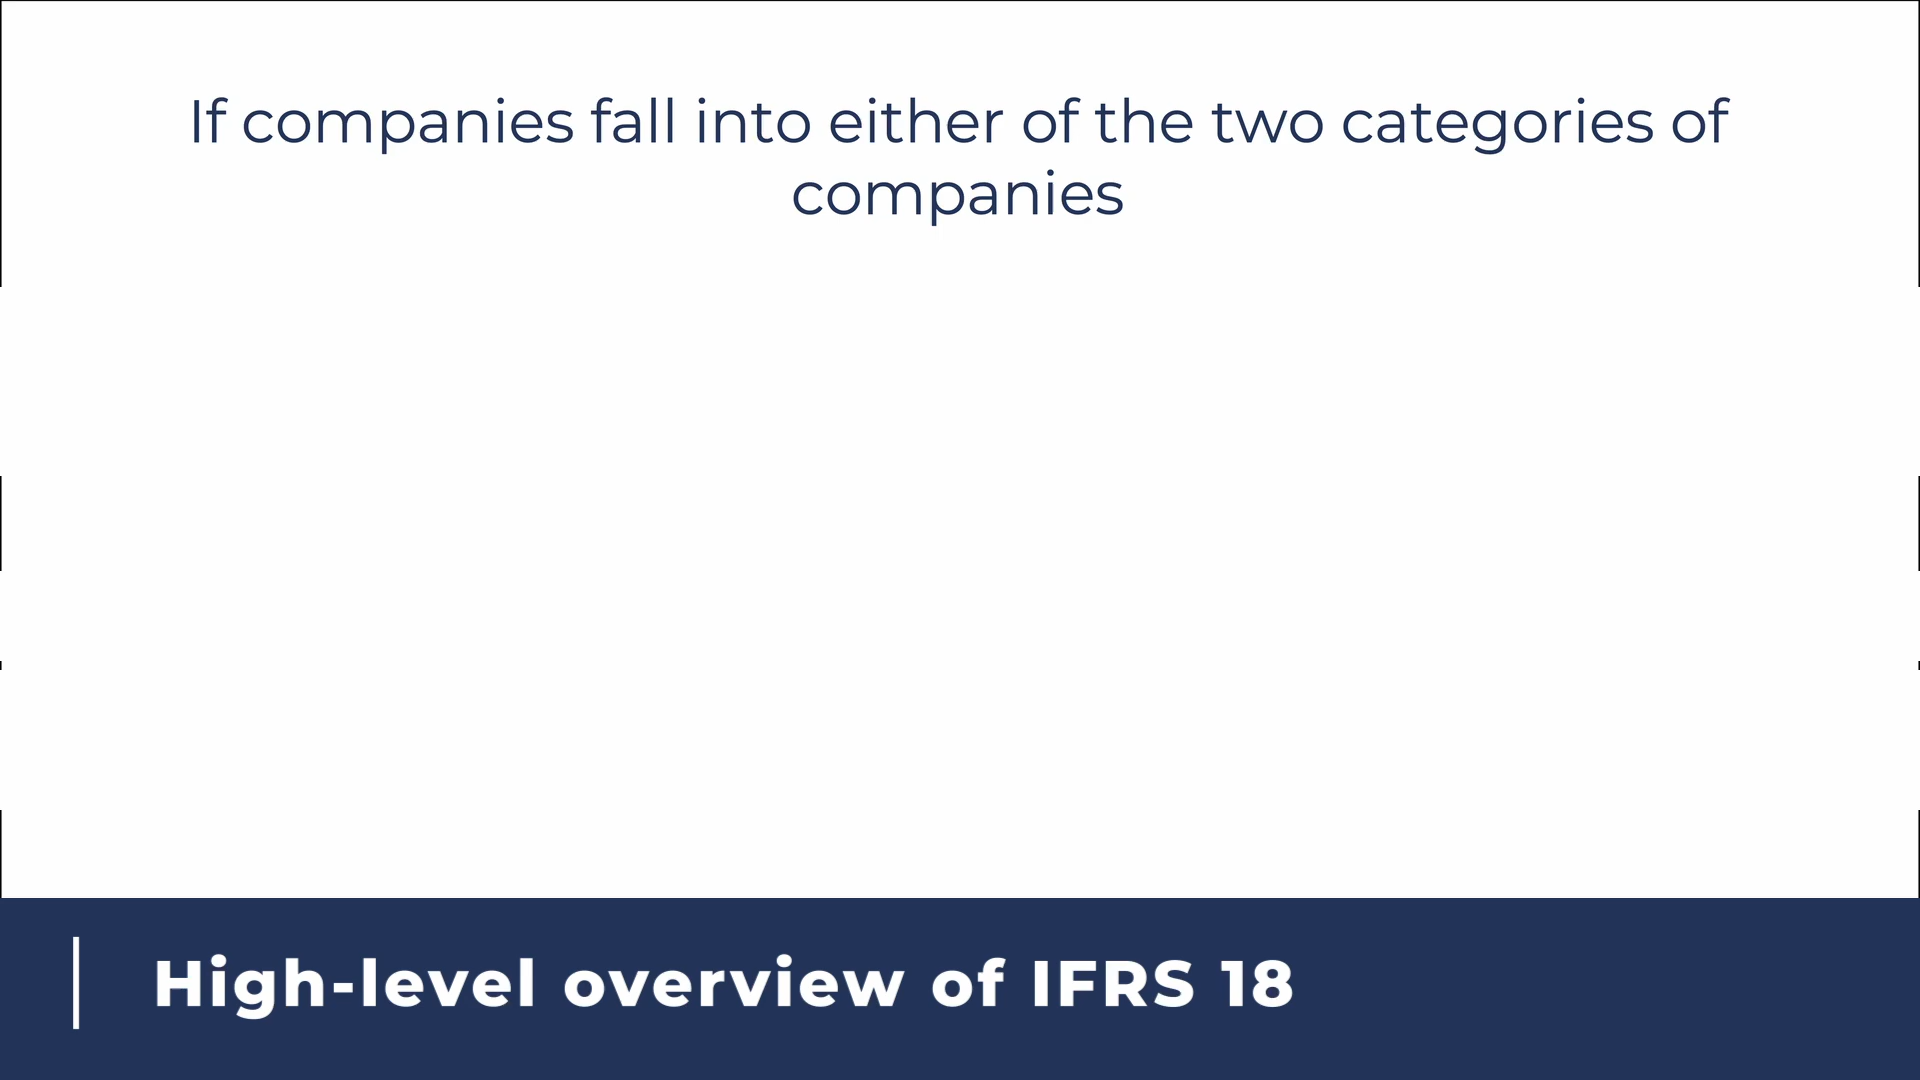 If companies fall into either of the two categories of
companies
High-level overview of IFRS 18